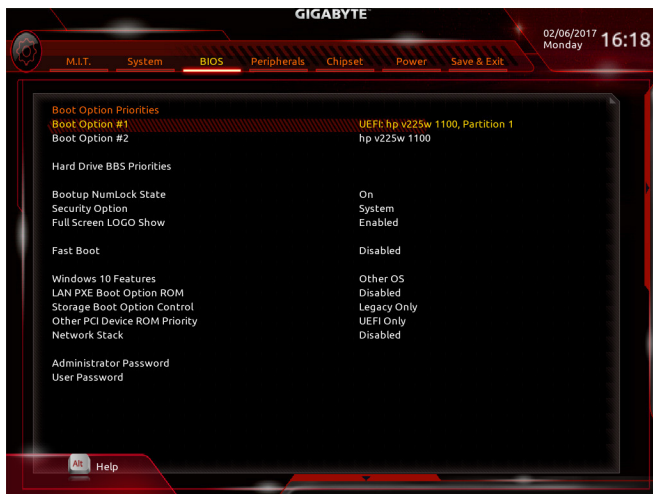 GIGABYTE™
02/06/2017
Monday
16:18
M.I.T. System BIOS Peripherals Chipset Power Save & Exit
Boot Option Priorities
Boot Option #1 UEFI: hp v225w 1100, Partition 1
Boot Option #2 hp v225w 1100
Hard Drive BBS Priorities
Bootup NumLock State On
Security Option System
Full Screen LOGO Show Enabled
Fast Boot Disabled
Windows 10 Features Other OS
LAN PXE Boot Option ROM Disabled
Storage Boot Option Control Legacy Only
Other PCI Device ROM Priority UEFI Only
Network Stack Disabled
Administrator Password
User Password
Alt Help